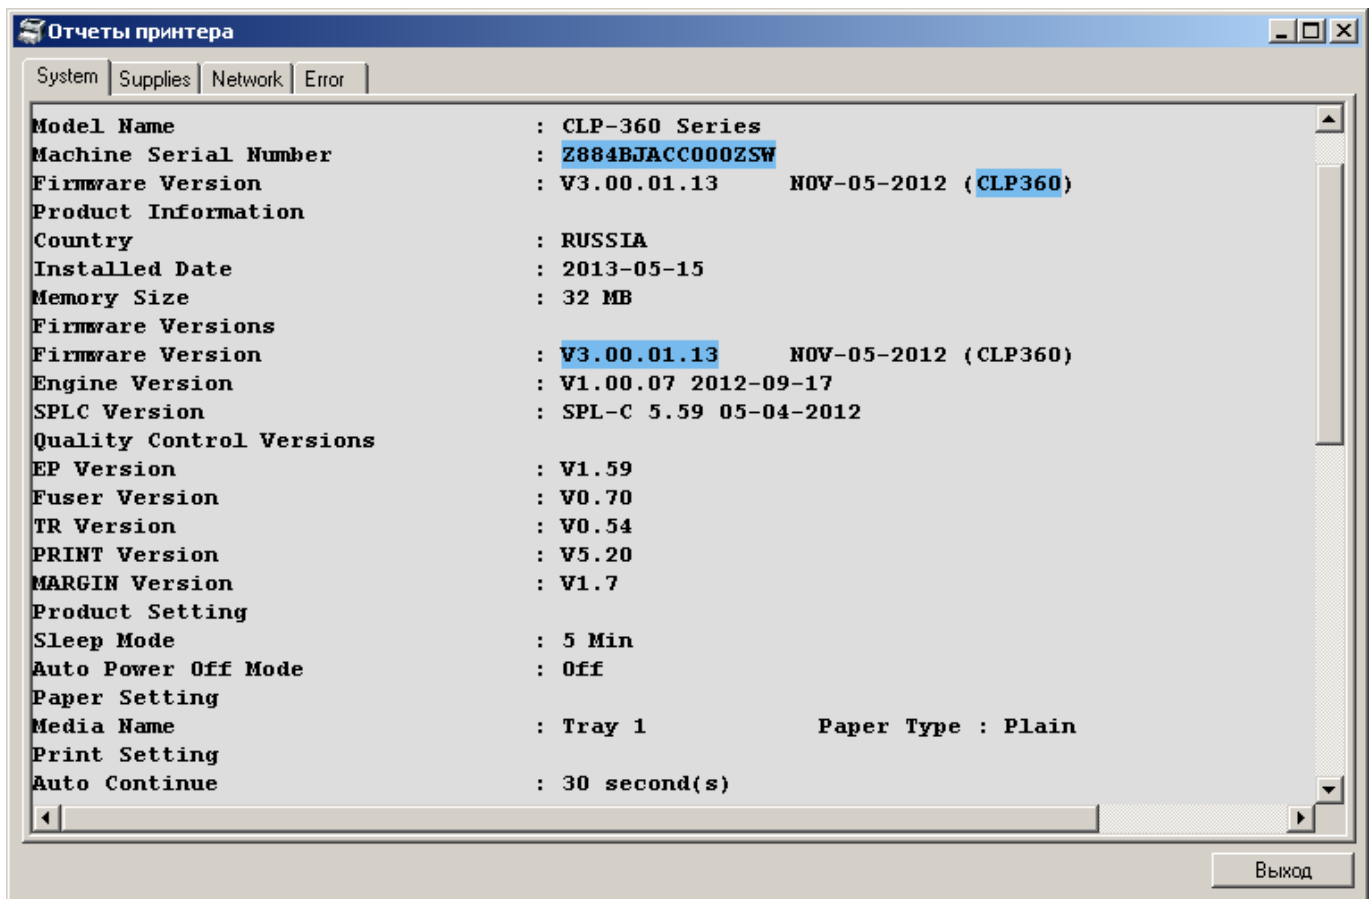 Отчеты принтера
System Supplies Network Error
Model Name : CLP-360 Series
Machine Serial Number : Z884BJACC000ZSW
Firmware Version : V3.00.01.13 NOV-05-2012 (CLP360)
Product Information
Country : RUSSIA
Installed Date : 2013-05-15
Memory Size : 32 MB
Firmware Versions
Firmware Version : V3.00.01.13 NOV-05-2012 (CLP360)
Engine Version : V1.00.07 2012-09-17
SPLC Version : SPL-C 5.59 05-04-2012
Quality Control Versions
EP Version : V1.59
Fuser Version : V0.70
TR Version : V0.54
PRINT Version : V5.20
MARGIN Version : V1.7
Product Setting
Sleep Mode : 5 Min
Auto Power Off Mode : Off
Paper Setting
Media Name : Tray 1 Paper Type : Plain
Print Setting
Auto Continue : 30 second(s)
Выход